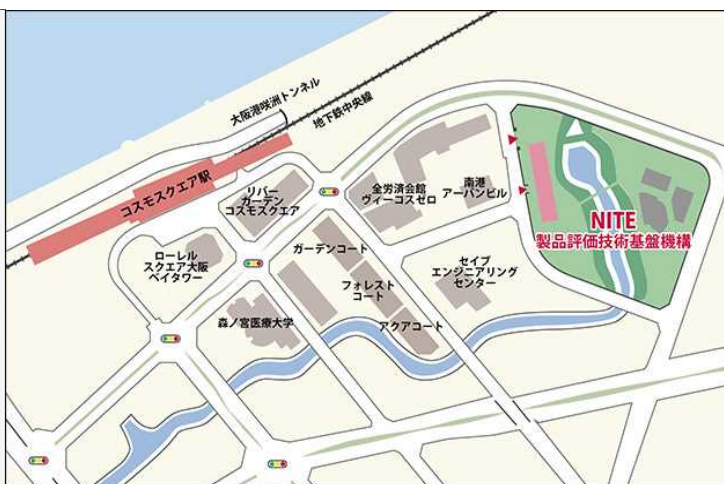 大阪港咲洲トンネル
地下鉄中央線
コスモスクエア駅
リバー
ガーデン
コスモスクエア
全労済会館
ヴィーコスゼロ
南港
アーバンビル
NITE
製品評価技術基盤機構
ローレル
スクエア大阪
ベイタワー
ガーデンコート
セイブ
エンジニアリング
センター
フォレスト
コート
森ノ宮医療大学
アクアコート